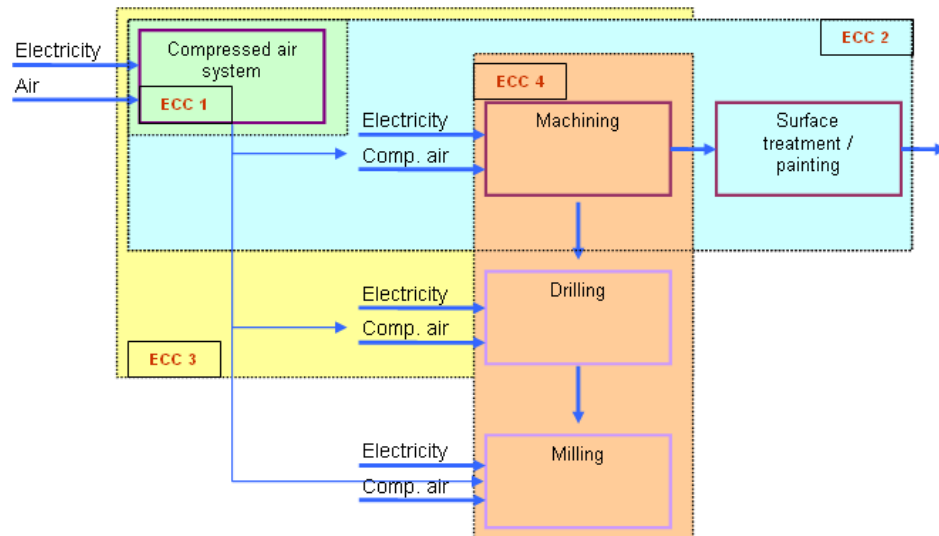 Electricity
Air
Compressed air
system
ECC 1
ECC 2
ECC 4
Electricity
Comp. air
Machining
Surface
treatment /
painting
Electricity
Comp. air
Drilling
ECC 3
Electricity
Comp. air
Milling